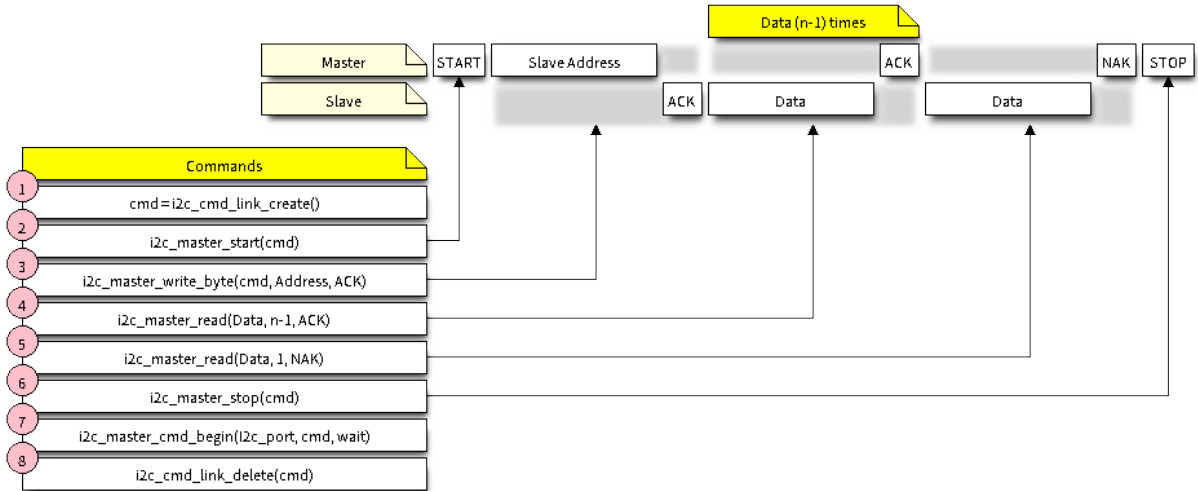 Data (n-1) times
Master START Slave Address ACK NAK STOP
Slave ACK Data Data
Commands
1
cmd=i2c_cmd_link_create()
2
i2c_master_start(cmd)
3
i2c_master_write_byte(cmd, Address, ACK)
4
i2c_master_read(Data, n-1, ACK)
5
i2c_master_read(Data, 1, NAK)
6
i2c_master_stop(cmd)
7
i2c_master_cmd_begin(I2c_port, cmd, wait)
8
i2c_cmd_link_delete(cmd)